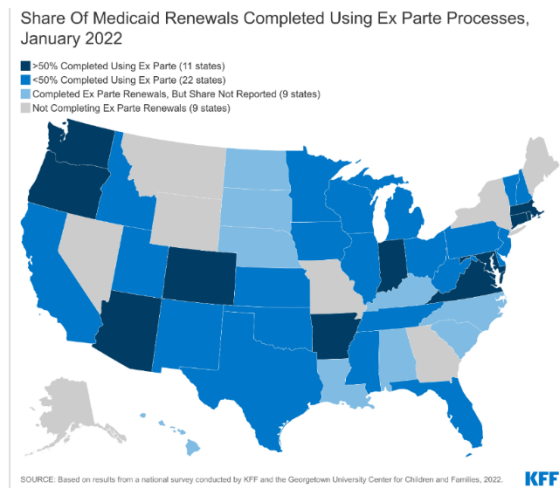 Share Of Medicaid Renewals Completed Using Ex Parte Processes,
January 2022
>50% Completed Using Ex Parte (11 states)
<50% Completed Using Ex Parte (22 states)
Completed Ex Parte Renewals, But Share Not Reported (9 states)
Not Completing Ex Parte Renewals (9 states)
SOURCE: Based on results from a national survey conducted by KFF and the Georgetown University Center for Children and Families, 2022.
KFF